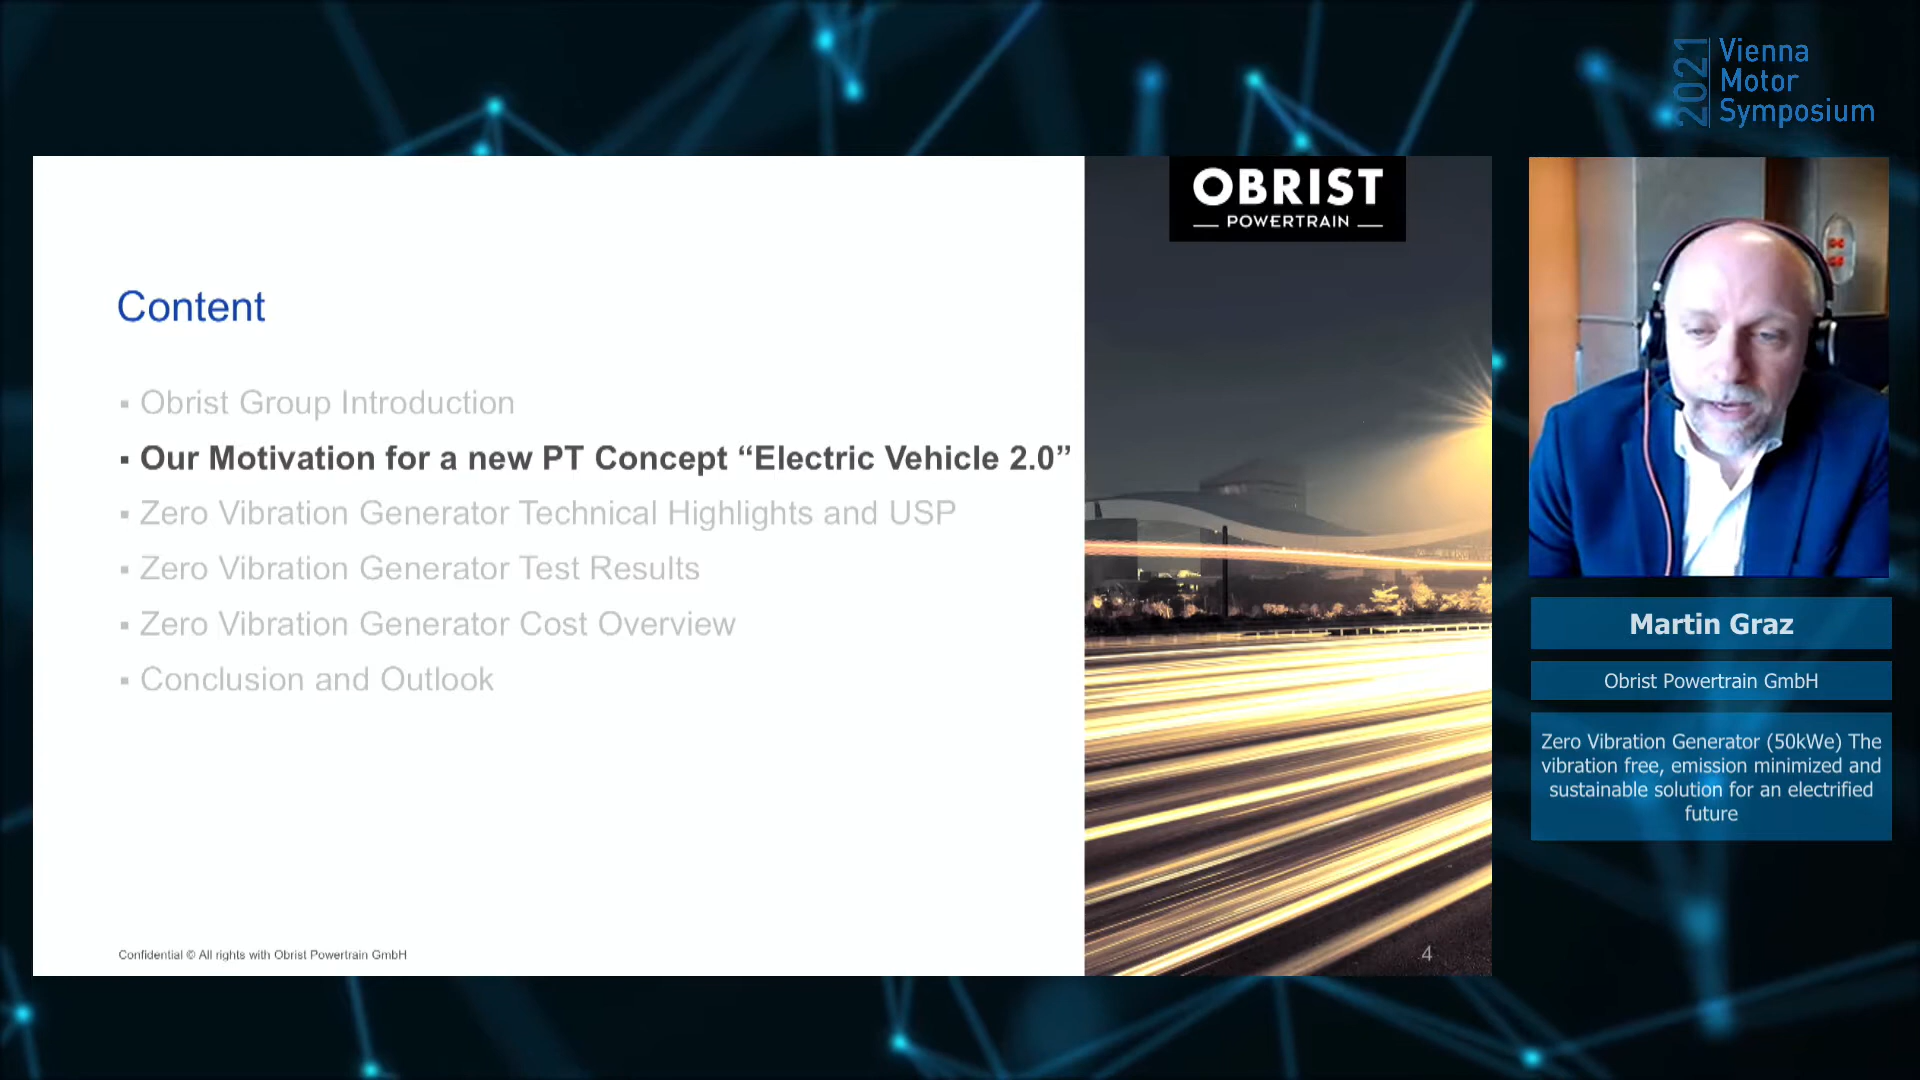 2021
Vienna
Motor
Symposium
OBRIST
POWERTRAIN
Content
▪ Obrist Group Introduction
▪ Our Motivation for a new PT Concept “Electric Vehicle 2.0”
▪ Zero Vibration Generator Technical Highlights and USP
▪ Zero Vibration Generator Test Results
▪ Zero Vibration Generator Cost Overview
▪ Conclusion and Outlook
Confidential © All rights with Obrist Powertrain GmbH
4
Martin Graz
Obrist Powertrain GmbH
Zero Vibration Generator (50kWe) The
vibration free, emission minimized and
sustainable solution for an electrified
future